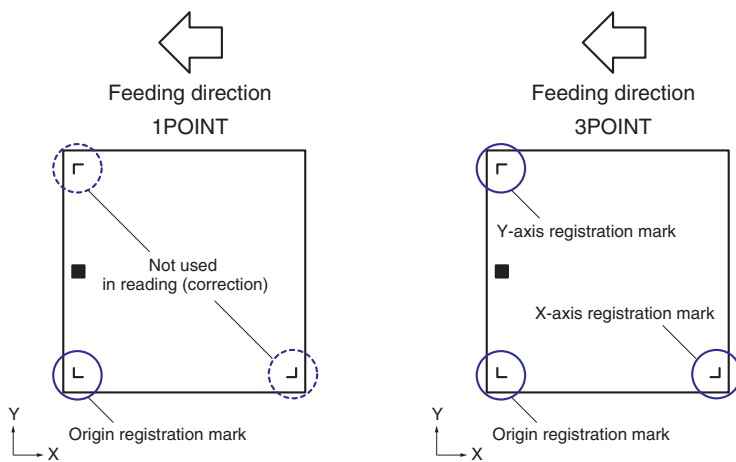 Feeding direction
1POINT
Not used
in reading (correction)
Y
X
Origin registration mark
Feeding direction
3POINT
Y-axis registration mark
X-axis registration mark
Y
X
Origin registration mark